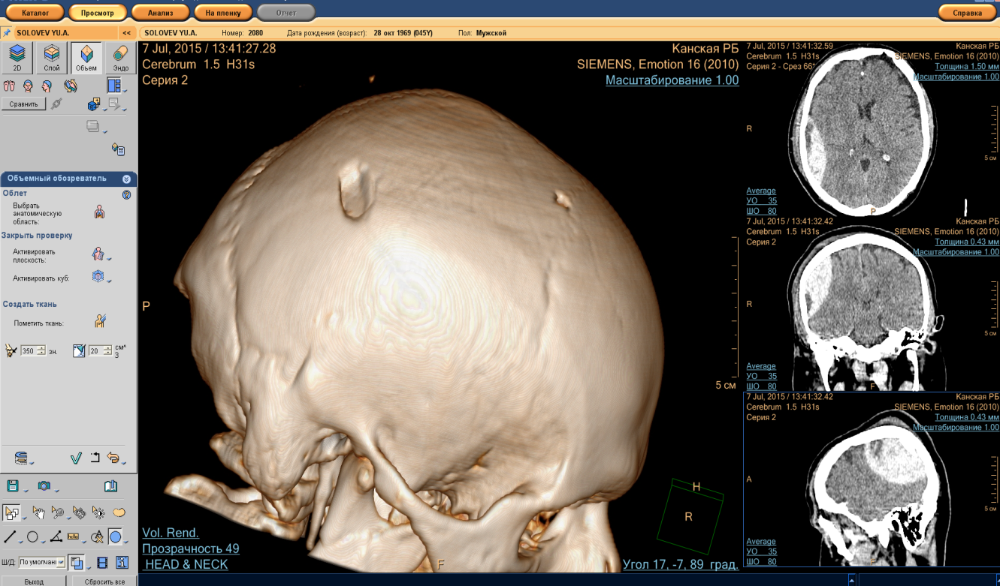 Каталог
Просмотр
Анализ
На пленку
Отчет
Справка
SOLOVEV YU.A.
<<
SOLOVEV YU.A. Номер: 2080 Дата рождения (возраст): 28 окт 1969 (045Y) Пол: Мужской
2D
Слой
Объем
Эндо
Сравнить
Объемный обозреватель
Облет
Выбрать
анатомическую
область:
Закрыть проверку
Активировать
плоскость:
Активировать куб:
Создать ткань
Пометить ткань:
350 зн.
20 см^
3
Ш/Д: По умолчан
Выход
Сбросить все
7 Jul, 2015 / 13:41:27.28
Cerebrum 1.5 H31s
Серия 2
Канская РБ
SIEMENS, Emotion 16 (2010)
Масштабирование 1.00
P
5 см
H
R
F
Vol. Rend.
Прозрачность 49
HEAD & NECK
Угол 17, -7, 89 град.
7 Jul, 2015 / 13:41:32.59
Cerebrum 1.5 H31s
Серия 2 - Срез 66
Канская РБ
SIEMENS, Emotion 16 (2010)
Толщина 1.50 мм
Масштабирование 1.00
R
5 см
Average
УО 35
ШО 80
P
7 Jul, 2015 / 13:41:32.42
Cerebrum 1.5 H31s
Серия 2
Канская РБ
SIEMENS, Emotion 16 (2010)
Толщина 0.43 мм
Масштабирование 1.00
R
5 см
Average
УО 35
ШО 80
F
7 Jul, 2015 / 13:41:32.42
Cerebrum 1.5 H31s
Серия 2
Канская РБ
SIEMENS, Emotion 16 (2010)
Толщина 0.43 мм
Масштабирование 1.00
A
5 см
Average
УО 35
ШО 80
F